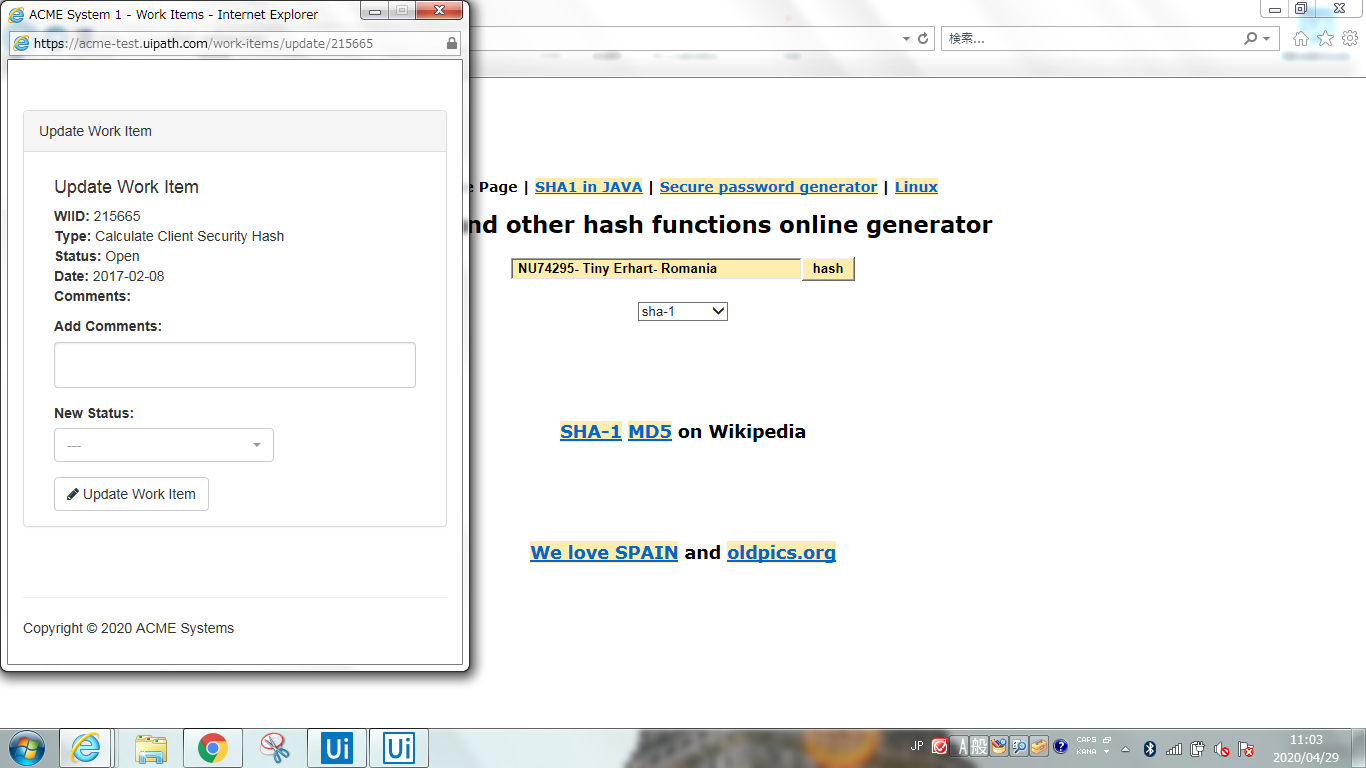 ACME System 1 - Work Items - Internet Explorer
https://acme-test.uipath.com/work-items/update/215665
検索...
Update Work Item
Update Work Item
WIID: 215665
Type: Calculate Client Security Hash
Status: Open
Date: 2017-02-08
Comments:
Add Comments:
New Status:
---
Update Work Item
Copyright © 2020 ACME Systems
Page | SHA1 in JAVA | Secure password generator | Linux
other hash functions online generator
NU74295- Tiny Erhart- Romania
hash
sha-1
SHA-1 MD5 on Wikipedia
We love SPAIN and oldpics.org
Ui
Ui
JP
A 般
CAPS
KANA
11:03
2020/04/29